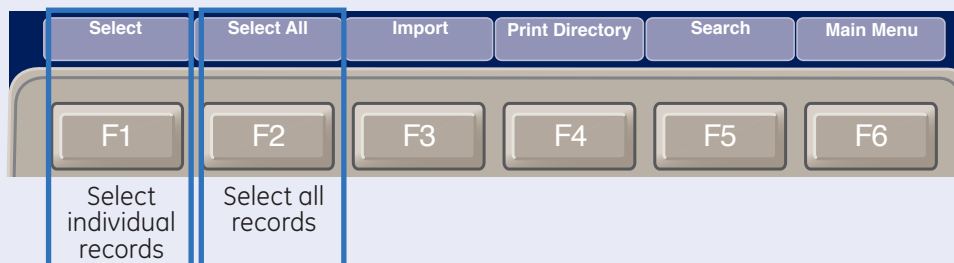 Select Select All Import Print Directory Search Main Menu
F1 F2 F3 F4 F5 F6
Select Select all
individual records
records